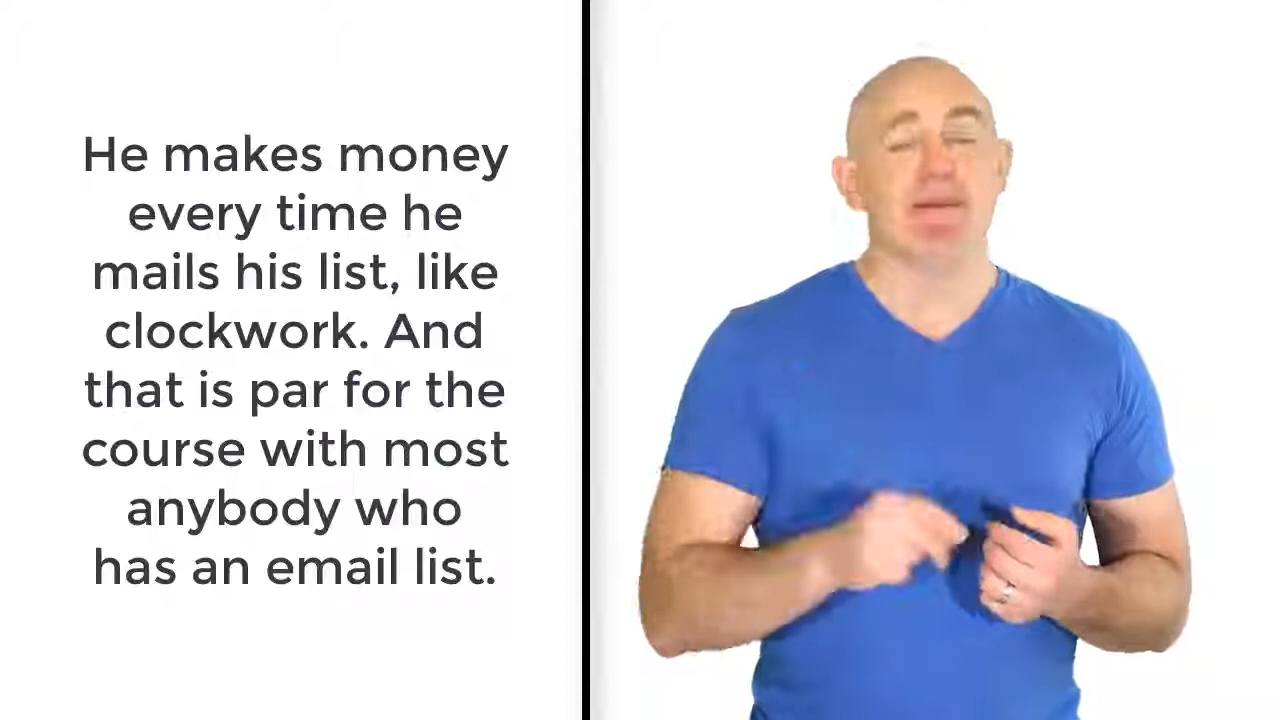 He makes money
every time he
mails his list, like
clockwork. And
that is par for the
course with most
anybody who
has an email list.